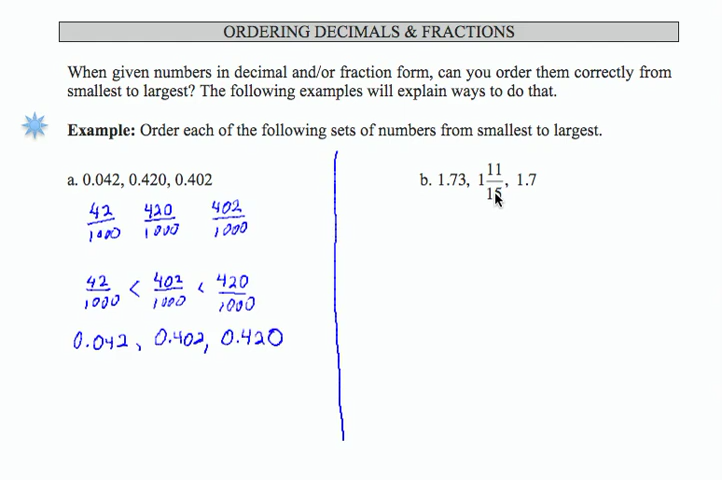 ORDERING DECIMALS & FRACTIONS
When given numbers in decimal and/or fraction form, can you order them correctly from
smallest to largest? The following examples will explain ways to do that.
Example: Order each of the following sets of numbers from smallest to largest.
a. 0.042, 0.420, 0.402
42/1000 420/1000 402/1000
42/1000 < 402/1000 < 420/1000
0.042, 0.402, 0.420
b. 1.73, 1 11/15, 1.7